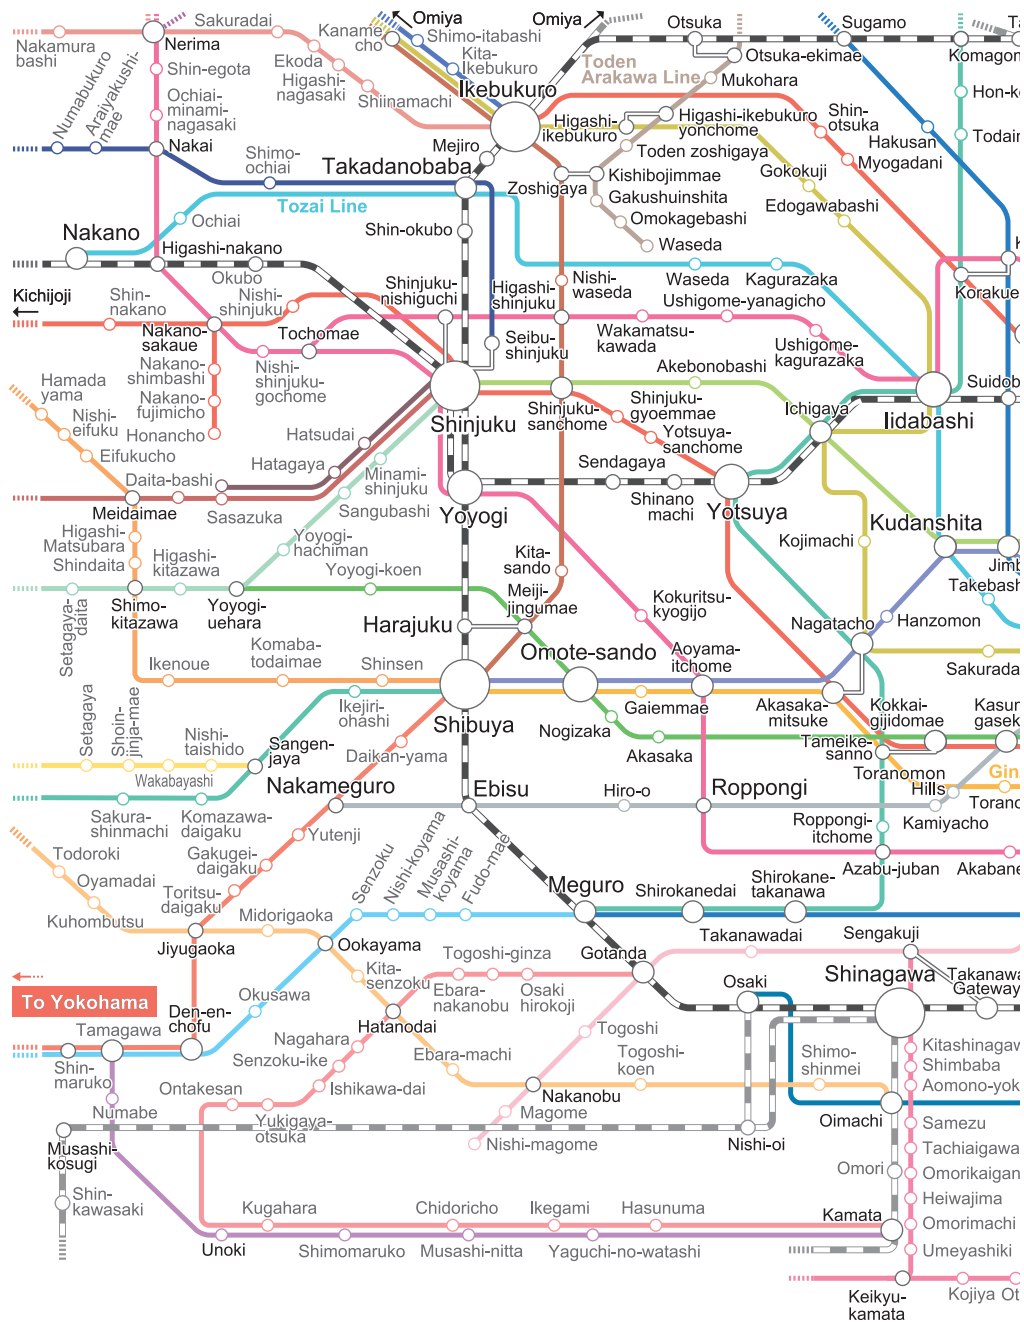 Omiya
Omiya
Otsuka
Sugamo
Sakuradai
Kaname
cho
Shimo-itabashi
Nakamura
bashi
Nerima
Kita-
Ikebukuro
Otsuka-ekimae
Komagom
Ekoda
Toden
Arakawa Line
Shin-egota
Higashi-
nagasaki
Mukohara
Numabukuro
Araiyakushi-
mae
Ochiai-
minami-
nagasaki
Shiinamachi
Ikebukuro
Hon-k
Higashi-
ikebukuro
Higashi-ikebukuro
yonchome
Shin-
otsuka
Nakai
Mejiro
Toden zoshigaya
Hakusan
Todain
Shimo-
ochiai
Takadanobaba
Zoshigaya
Kishibojimmae
Myogadani
Gokokuji
Gakushuinshita
Edogawabashi
Tozai Line
Ochiai
Omokagebashi
Nakano
Shin-okubo
Waseda
Higashi-nakano
Okubo
Waseda
Kagurazaka
K
Korakue
Kichijoji
Shin-
nakano
Nishi-
shinjuku
Shinjuku-
nishiguchi
Higashi-
shinjuku
Nishi-
waseda
Ushigome-yanagicho
Nakano-
sakaue
Tochomae
Seibu-
shinjuku
Wakamatsu-
kawada
Ushigome-
kagurazaka
Nakano-
shimbashi
Nishi-
shinjuku-
gochome
Akebonobashi
Suidob
Hamada
yama
Nakano-
fujimicho
Shinjuku
Shinjuku-
sanchome
Shinjuku-
gyoemmae
Ichigaya
Iidabashi
Nishi-
eifuku
Honancho
Hatsudai
Yotsuya-
sanchome
Eifukucho
Hatagaya
Minami-
shinjuku
Sendagaya
Daita-bashi
Meidaimae
Sasazuka
Sangubashi
Yoyogi
Shinano
machi
Yotsuya
Kudanshita
Higashi-
Matsubara
Yoyogi-
hachiman
Kojimachi
Shindaita
Higashi-
kitazawa
Yoyogi-koen
Kita-
sando
Jimb
Takebash
Setagaya-
daita
Shimo-
kitazawa
Yoyogi-
uehara
Meiji-
jingumae
Kokuritsu-
kyogijo
Nagatacho
Hanzomon
Harajuku
Omote-sando
Aoyama-
itchome
Ikenoue
Komaba-
todaimae
Shinsen
Sakurada
Setagaya
Shoin-
jinja-mae
Nishi-
taishido
Ikejiri-
ohashi
Shibuya
Gaiemmae
Akasaka-
mitsuke
Kokkai-
gijidomae
Kasum
gasek
Sangen-
jaya
Daikan-yama
Nogizaka
Akasaka
Tameike-
sanno
Wakabayashi
Nakameguro
Ebisu
Hiro-o
Roppongi
Toranomon
Hills
Gin
Torano
Sakura-
shinmachi
Komazawa-
daigaku
Yutenji
Kamiyacho
Todoroki
Gakugei-
daigaku
Senzoku
Nishi-koyama
Musashi-
koyama
Fudo-mae
Roppongi-
itchome
Oyamadai
Toritsu-
daigaku
Meguro
Shirokanedai
Shirokane-
takanawa
Azabu-juban
Akabane
Kuhombutsu
Midorigaoka
Jiyugaoka
Ookayama
Togoshi-ginza
Gotanda
Takanawadai
Sengakuji
Kita-
senzoku
Ebara-
nakanobu
Osaki
hirokoji
Osaki
Shinagawa
Takanawa
Gateway
To Yokohama
Okusawa
Den-en-
chofu
Hatanodai
Tamagawa
Nagahara
Togoshi
Kitashinagaw
Shin-
maruko
Senzoku-ike
Ebara-machi
Togoshi-
koen
Shimo-
shinmei
Shimbaba
Ontakesan
Ishikawa-dai
Nakanobu
Aomono-yok
Numabe
Yukigaya-
otsuka
Magome
Oimachi
Samezu
Musashi-
kosugi
Nishi-magome
Nishi-oi
Tachiaigawa
Omori
Omorikaigan
Shin-
kawasaki
Heiwajima
Kugahara
Chidoricho
Ikegami
Hasunuma
Kamata
Omorimachi
Unoki
Shimomaruko
Musashi-nitta
Yaguchi-no-watashi
Umeyashiki
Keikyu-
kamata
Kojiya
Ot